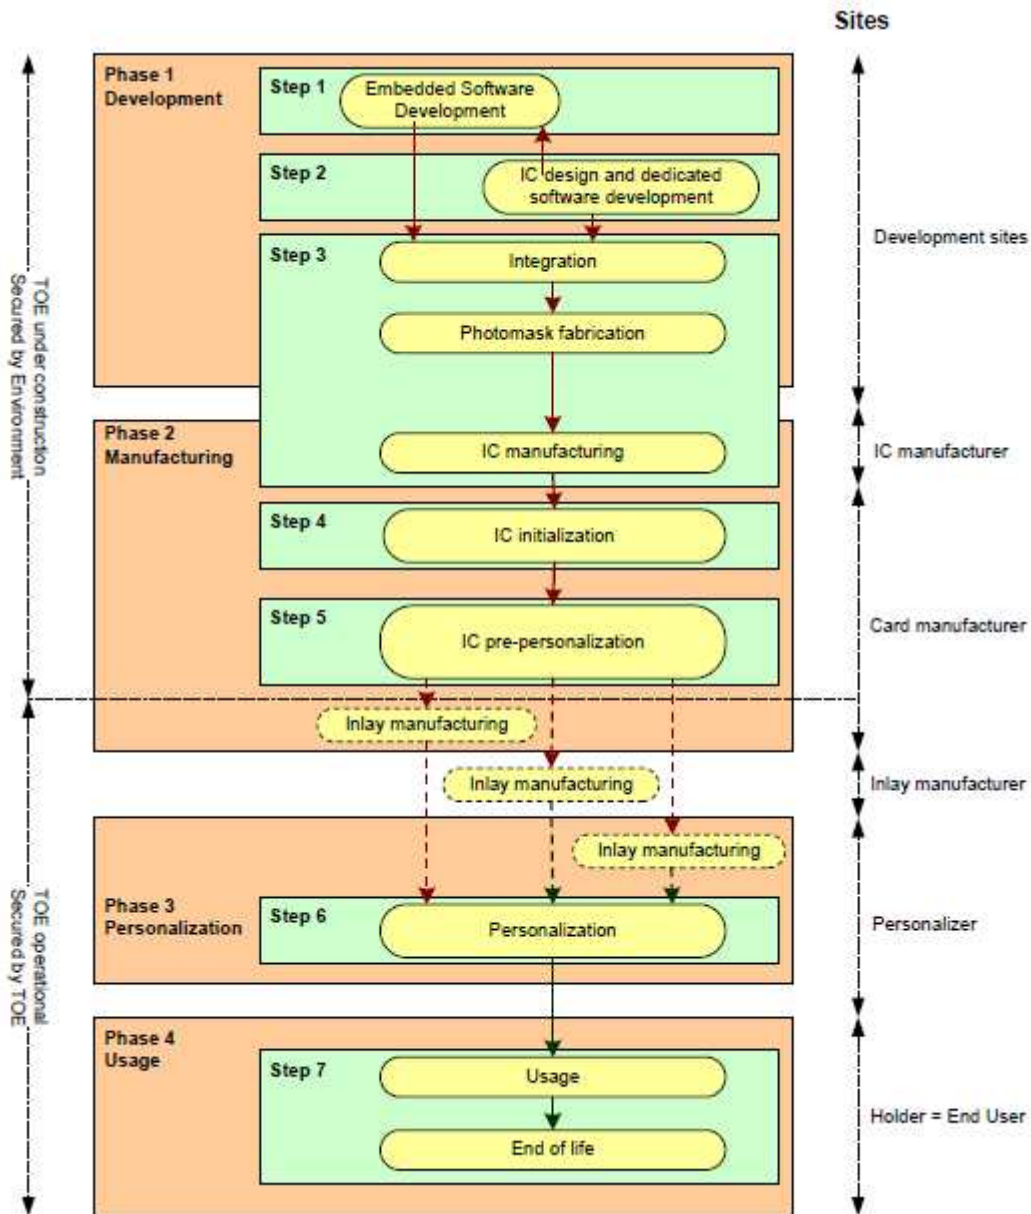 Sites
Phase 1
Development
Step 1
Embedded Software
Development
Step 2
IC design and dedicated
software development
Step 3
Integration
Photomask fabrication
Development sites
TOE under construction
Secured by Environment
Phase 2
Manufacturing
IC manufacturing
IC manufacturer
Step 4
IC initialization
Step 5
IC pre-personalization
Card manufacturer
Inlay manufacturing
Inlay manufacturing
Inlay manufacturer
Inlay manufacturing
TOE operational
Secured by TOE
Phase 3
Personalization
Step 6
Personalization
Personalizer
Phase 4
Usage
Step 7
Usage
End of life
Holder = End User